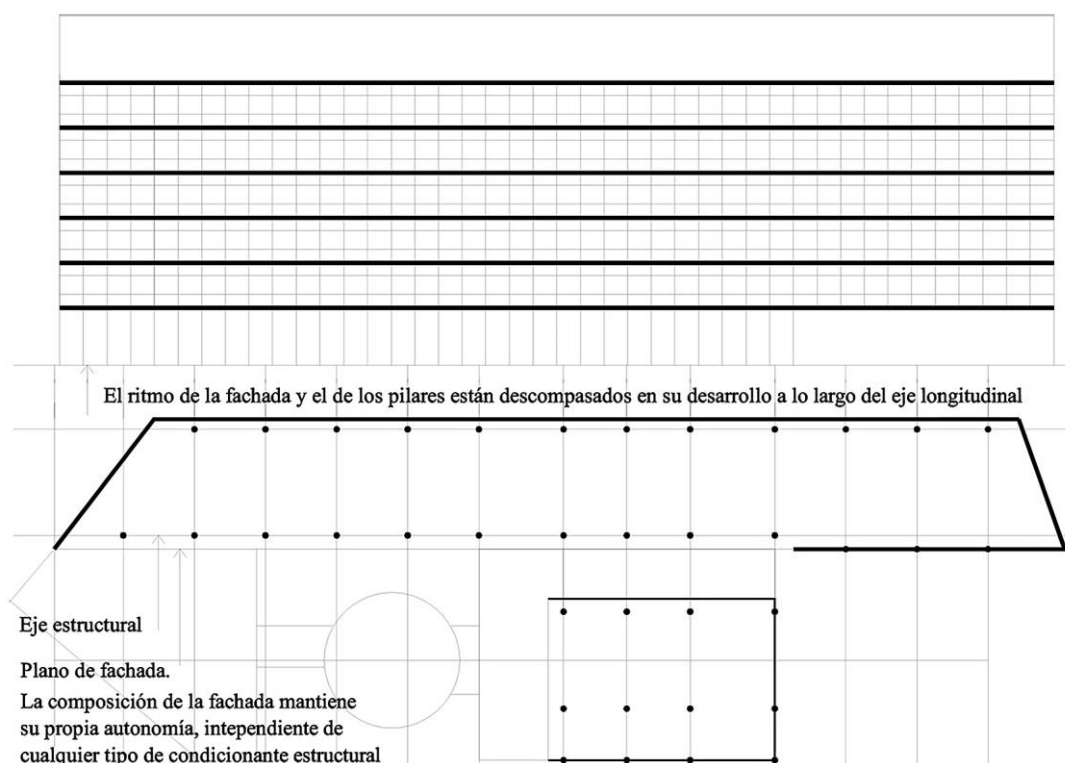 El ritmo de la fachada y el de los pilares están descompasados en su desarrollo a lo largo del eje longitudinal
Eje estructural
Plano de fachada.
La composición de la fachada mantiene
su propia autonomía, intependiente de
cualquier tipo de condicionante estructural